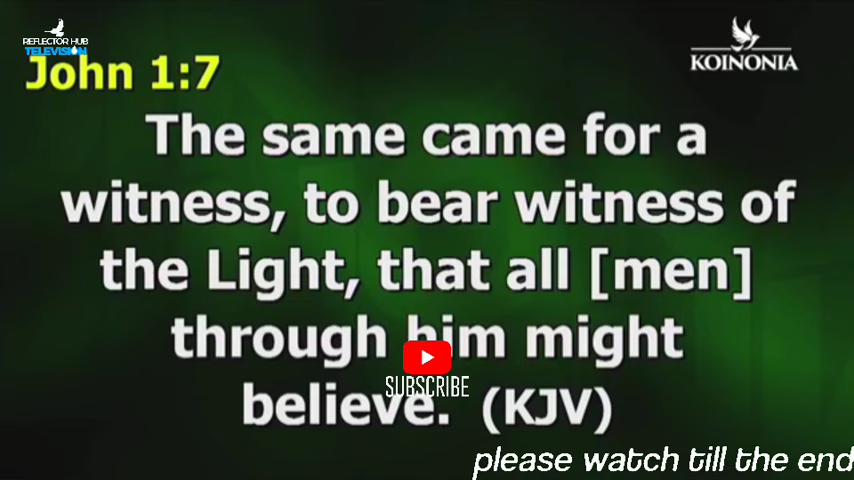 REFLECTOR HUB
TELEVISION
KOINONIA
John 1:7
The same came for a
witness, to bear witness of
the Light, that all [men]
through him might
SUBSCRIBE
believe. (KJV)
please watch till the end